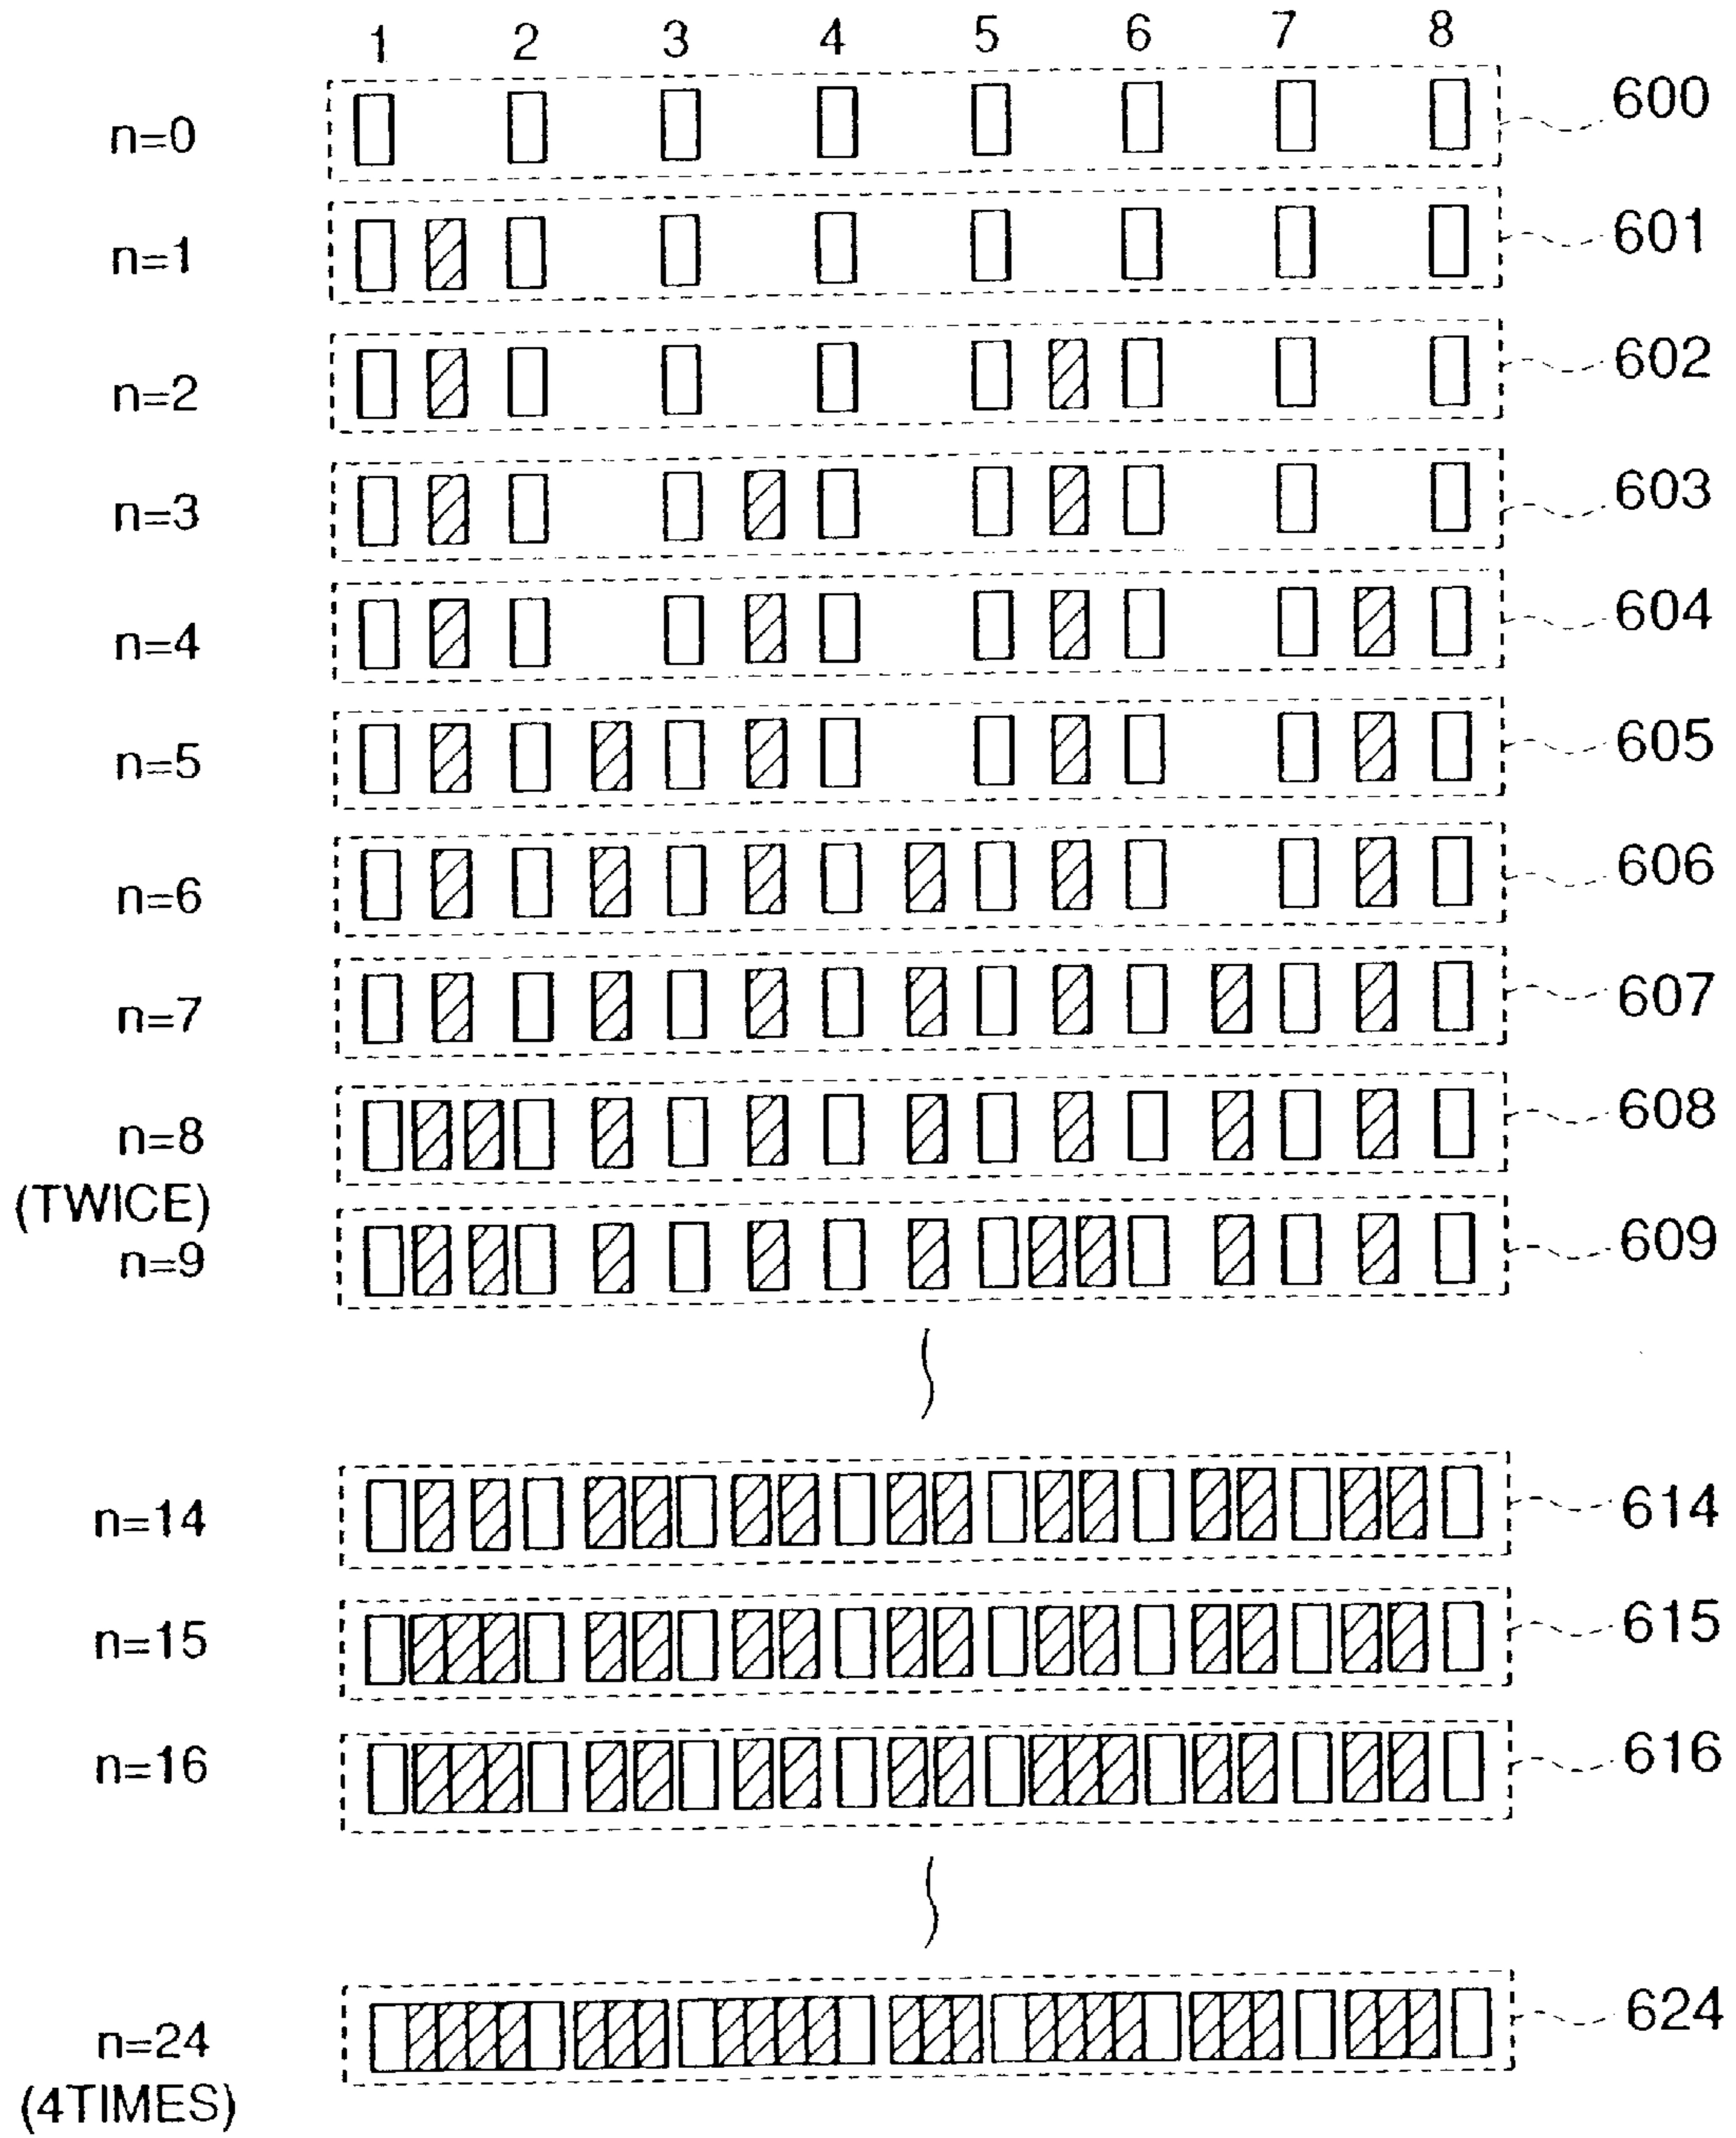 1 2 3 4 5 6 7 8
n=0 600
n=1 601
n=2 602
n=3 603
n=4 604
n=5 605
n=6 606
n=7 607
n=8 608
(TWICE)
n=9 609
n=14 614
n=15 615
n=16 616
n=24 624
(4TIMES)